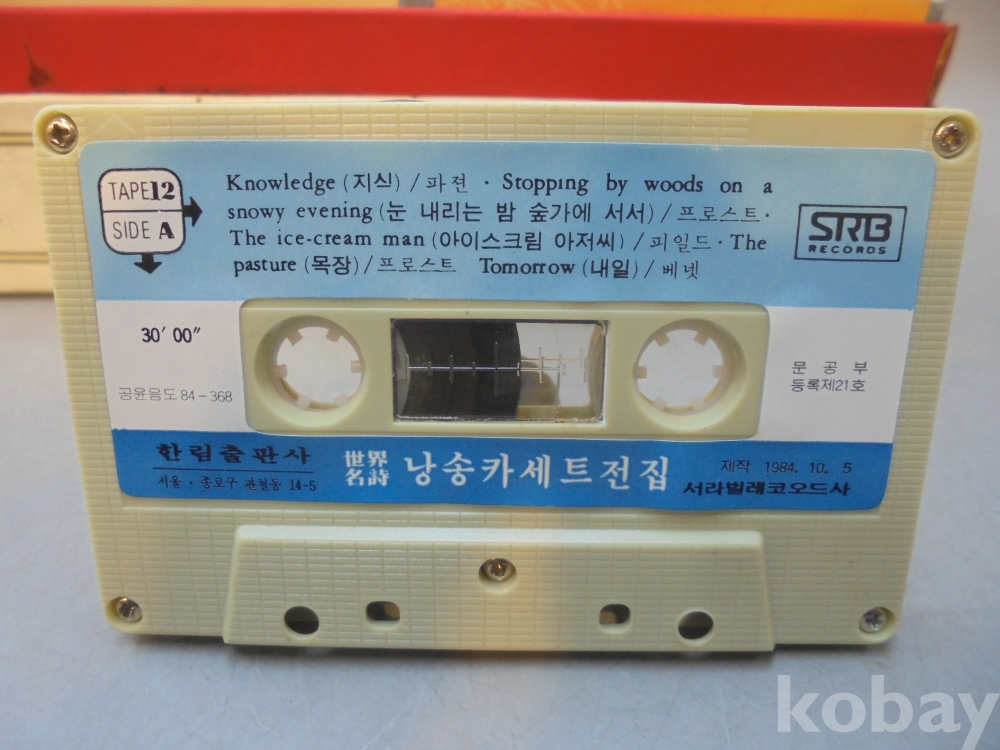 TAPE12
SIDE A
Knowledge (지식) / 파젼 · Stopping by woods on a
snowy evening (눈 내리는 밤 숲가에 서서) / 프로스트·
The ice-cream man (아이스크림 아저씨) / 피일드 · The
pasture (목장) / 프로스트 Tomorrow (내일) / 베넷
SRB
RECORDS
30′ 00″
공윤음도 84-368
문 공 부
등록제21호
한림출판사
서울·종로구 관철동 14-5
世界
名詩
낭송카세트전집
제작 1984. 10. 5
서라벌레코오드사
kobay